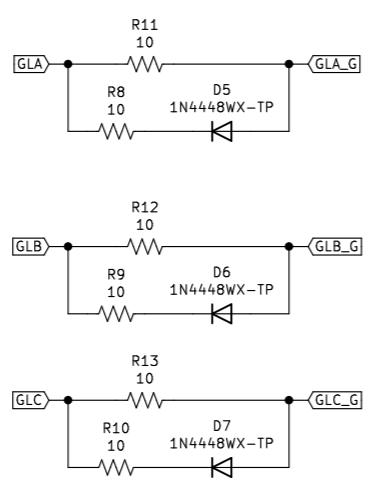 R11
10
GLA
GLA_G
R8
10
D5
1N4448WX-TP
R12
10
GLB
GLB_G
R9
10
D6
1N4448WX-TP
R13
10
GLC
GLC_G
R10
10
D7
1N4448WX-TP